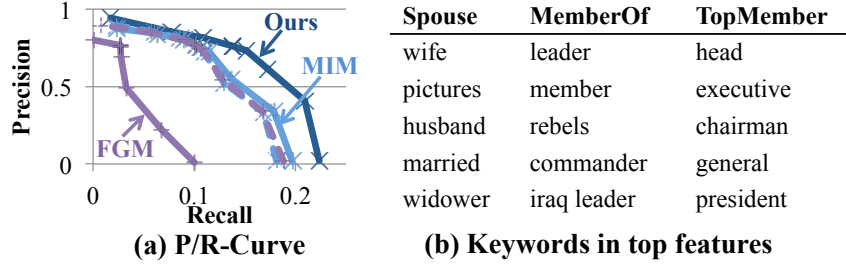 1
Ours
MIM
Precision
0.5
FGM
0
0
0.1
0.2
Recall
(a) P/R-Curve
Spouse MemberOf TopMember
wife leader head
pictures member executive
husband rebels chairman
married commander general
widower iraq leader president
(b) Keywords in top features